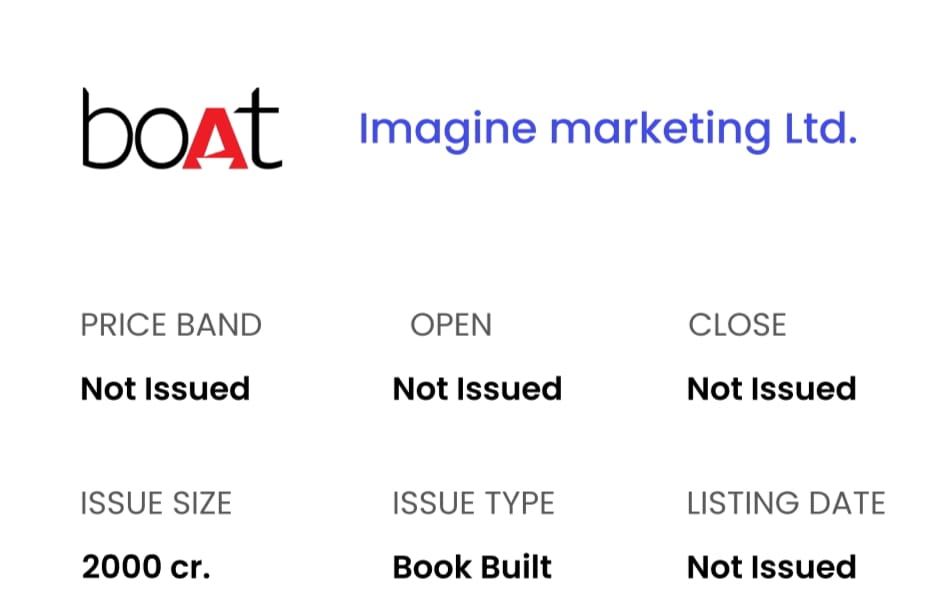 boAt Imagine marketing Ltd.
PRICE BAND OPEN CLOSE
Not Issued Not Issued Not Issued
ISSUE SIZE ISSUE TYPE LISTING DATE
2000 cr. Book Built Not Issued